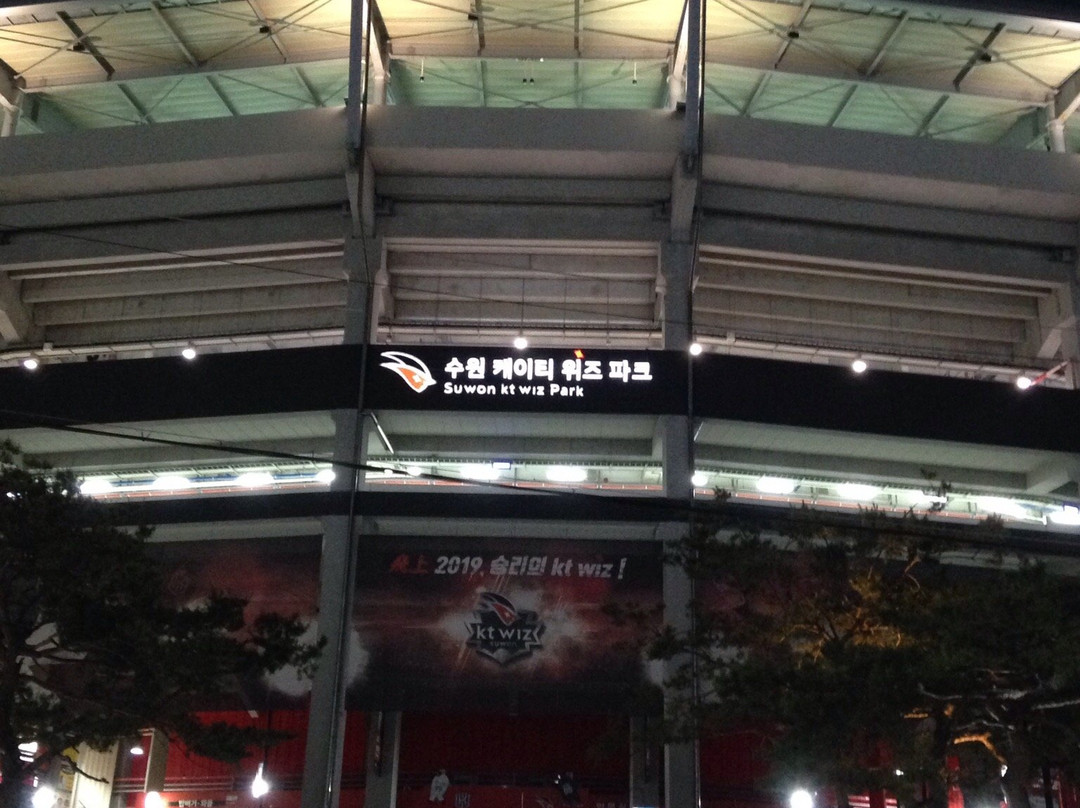 수원 케이티 위즈 파크
Suwon kt wiz Park
2019, 승리의 kt wiz !
kt wiz
SUWON